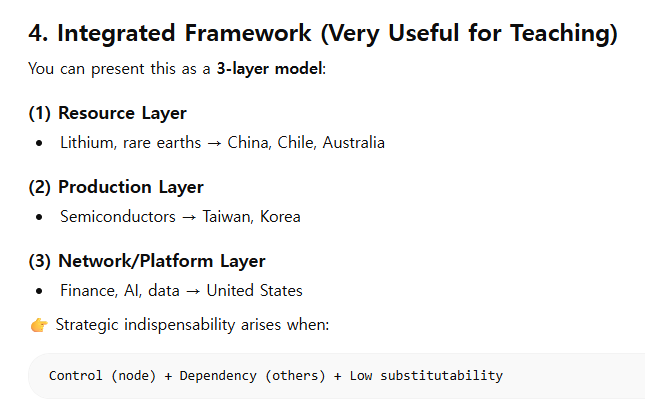 4. Integrated Framework (Very Useful for Teaching)
You can present this as a 3-layer model:
(1) Resource Layer
• Lithium, rare earths → China, Chile, Australia
(2) Production Layer
• Semiconductors → Taiwan, Korea
(3) Network/Platform Layer
• Finance, AI, data → United States
👉 Strategic indispensability arises when:
Control (node) + Dependency (others) + Low substitutability